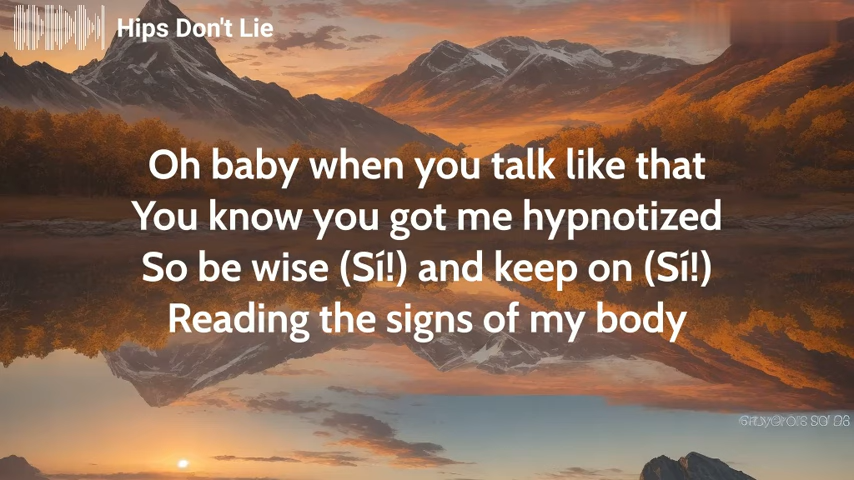 Hips Don't Lie
Oh baby when you talk like that
You know you got me hypnotized
So be wise (Sí!) and keep on (Sí!)
Reading the signs of my body